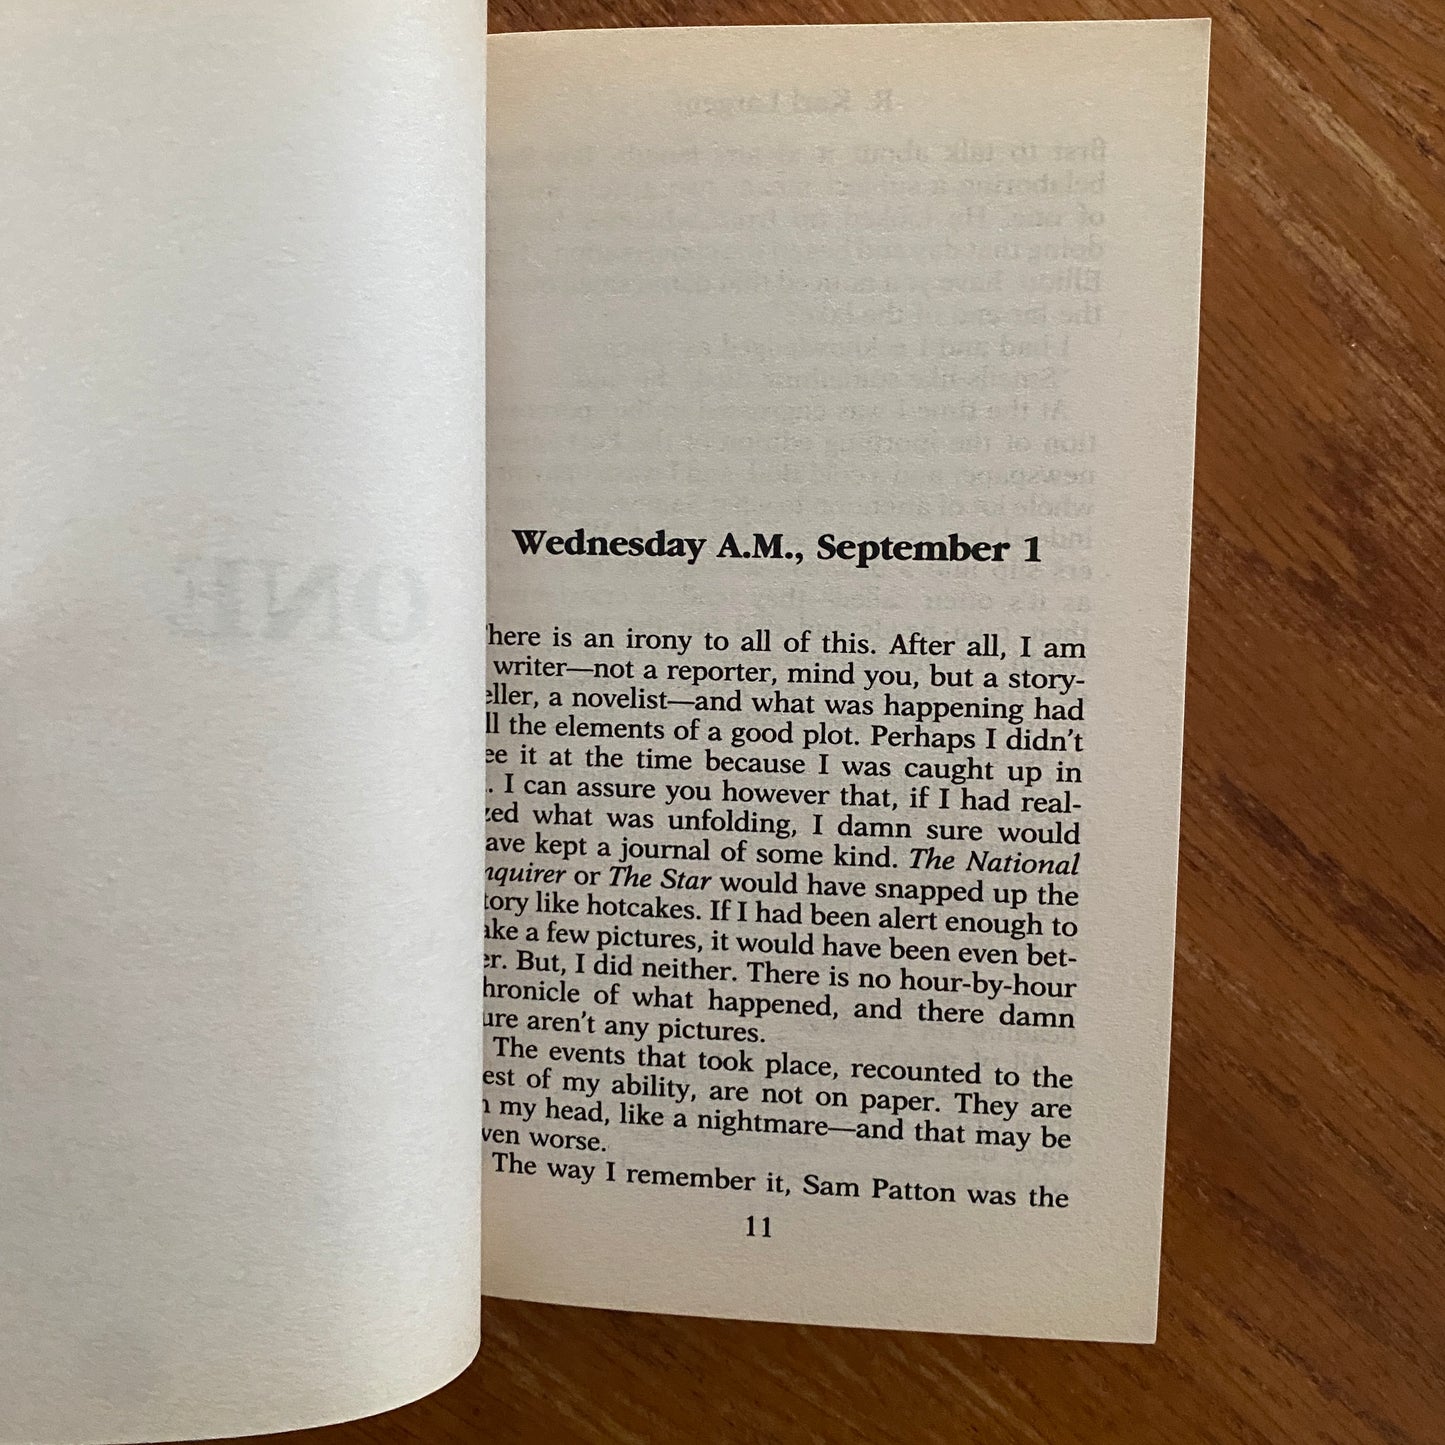 ONE
R. Karl Largent
Wednesday A.M., September 1
here is an irony to all of this. After all, I am
writer—not a reporter, mind you, but a story-
eller, a novelist—and what was happening had
ll the elements of a good plot. Perhaps I didn't
ee it at the time because I was caught up in
. I can assure you however that, if I had real-
zed what was unfolding, I damn sure would
ave kept a journal of some kind. The National
nquirer or The Star would have snapped up the
tory like hotcakes. If I had been alert enough to
ake a few pictures, it would have been even bet-
er. But, I did neither. There is no hour-by-hour
hronicle of what happened, and there damn
ure aren't any pictures.
The events that took place, recounted to the
est of my ability, are not on paper. They are
n my head, like a nightmare—and that may be
ven worse.
The way I remember it, Sam Patton was the
11